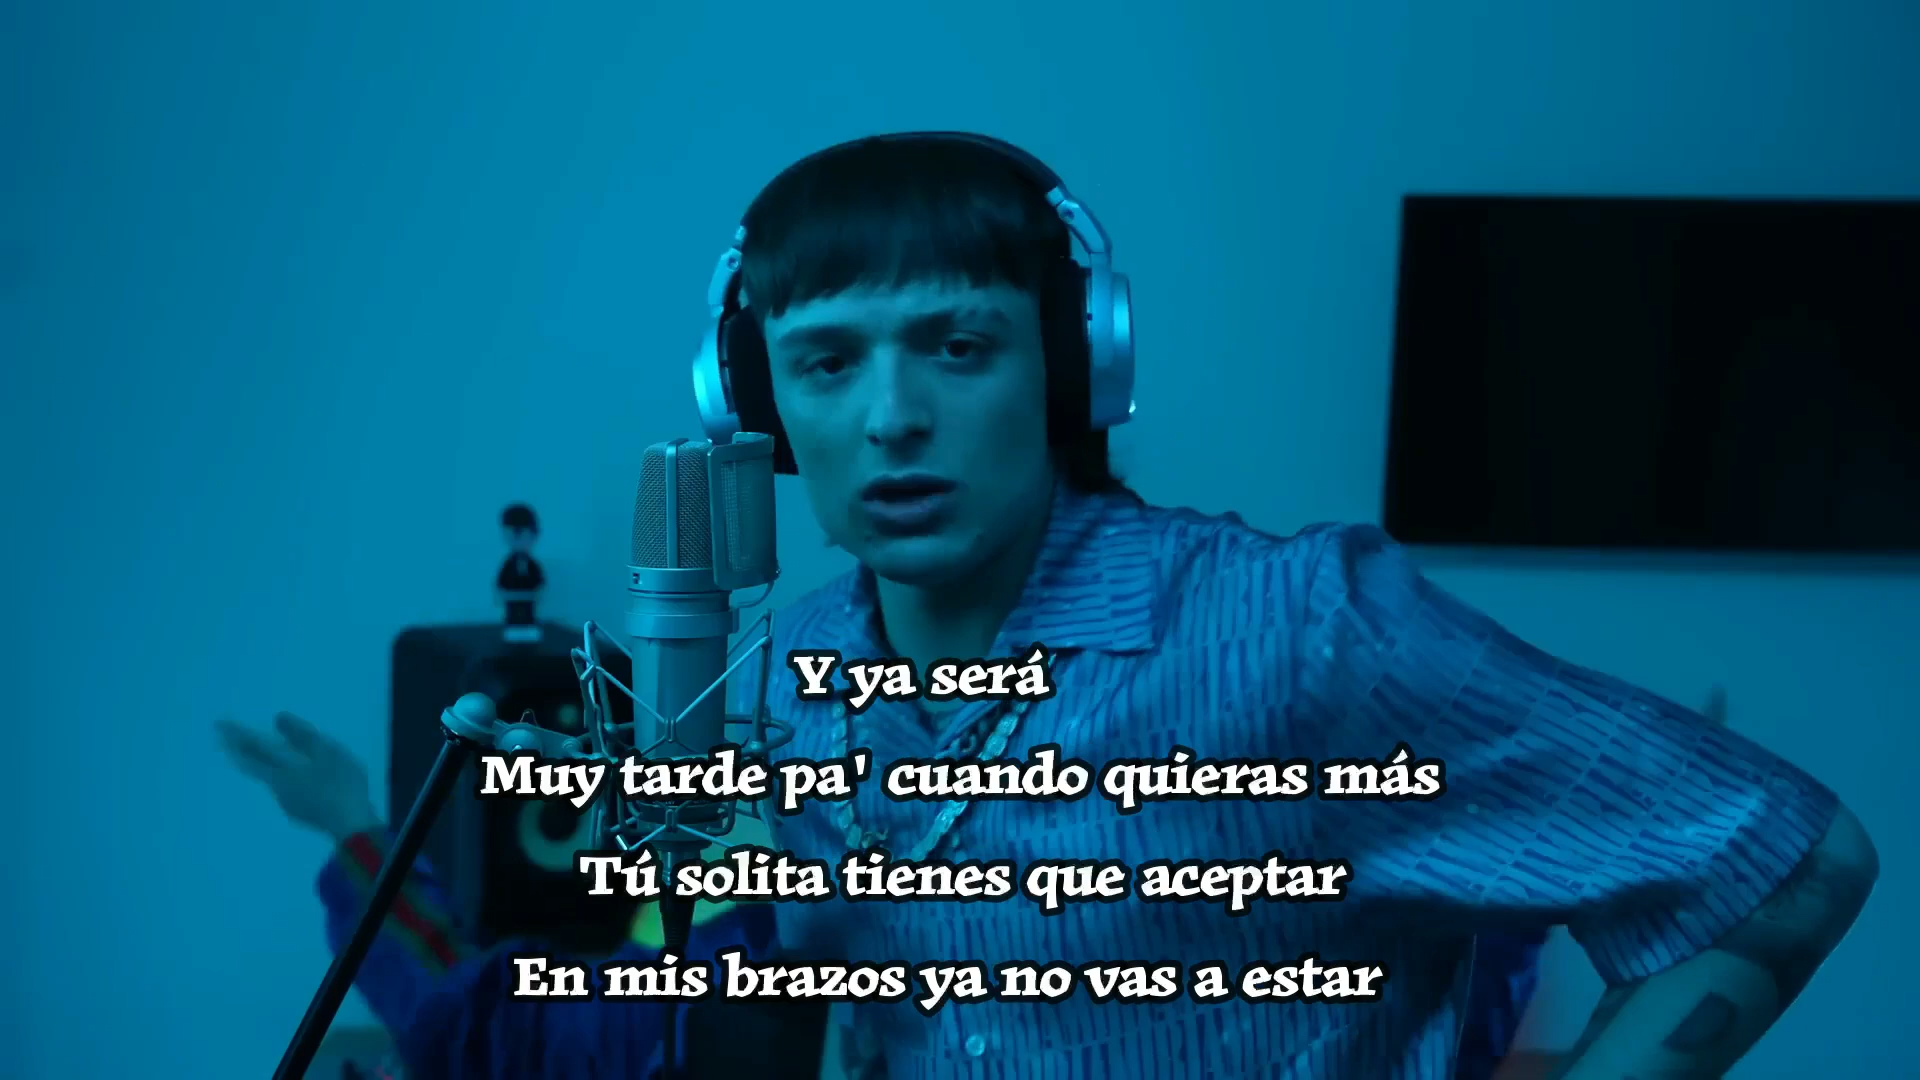 Y ya será
Muy tarde pa' cuando quieras más
Tú solita tienes que aceptar
En mis brazos ya no vas a estar